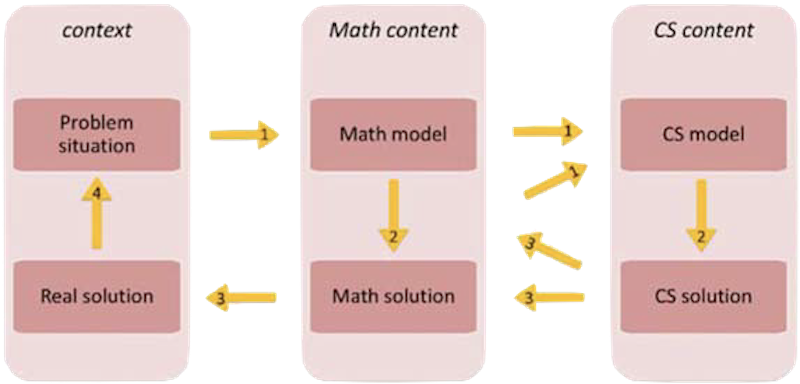 context
Math content
CS content
Problem
situation
1
Math model
1
CS model
1
4
2
2
3
Real solution
3
Math solution
3
CS solution